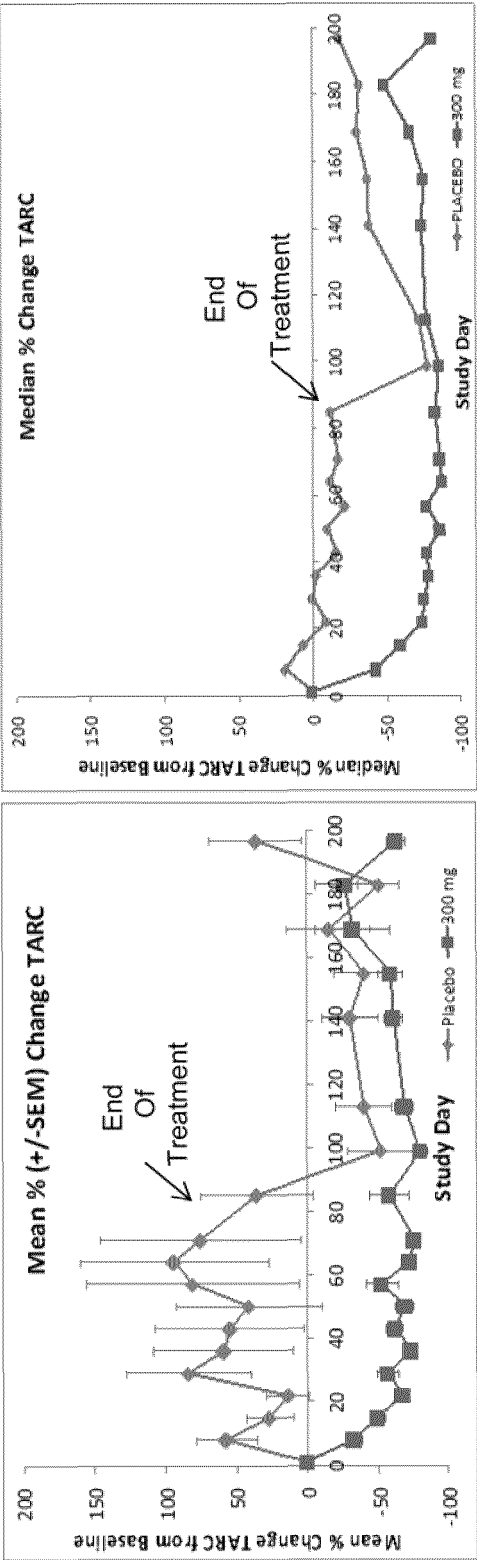 Mean % (+/-SEM) Change TARC
Mean % Change TARC from Baseline
200
150
100
50
0
-50
-100
0
20
40
60
80
100
120
140
160
180
200
End
Of
Treatment
Study Day
Placebo
300 mg
Median % Change TARC
Median % Change TARC from Baseline
200
150
100
50
0
-50
-100
0
20
40
60
80
100
120
140
160
180
200
End
Of
Treatment
Study Day
PLACEBO
300 mg